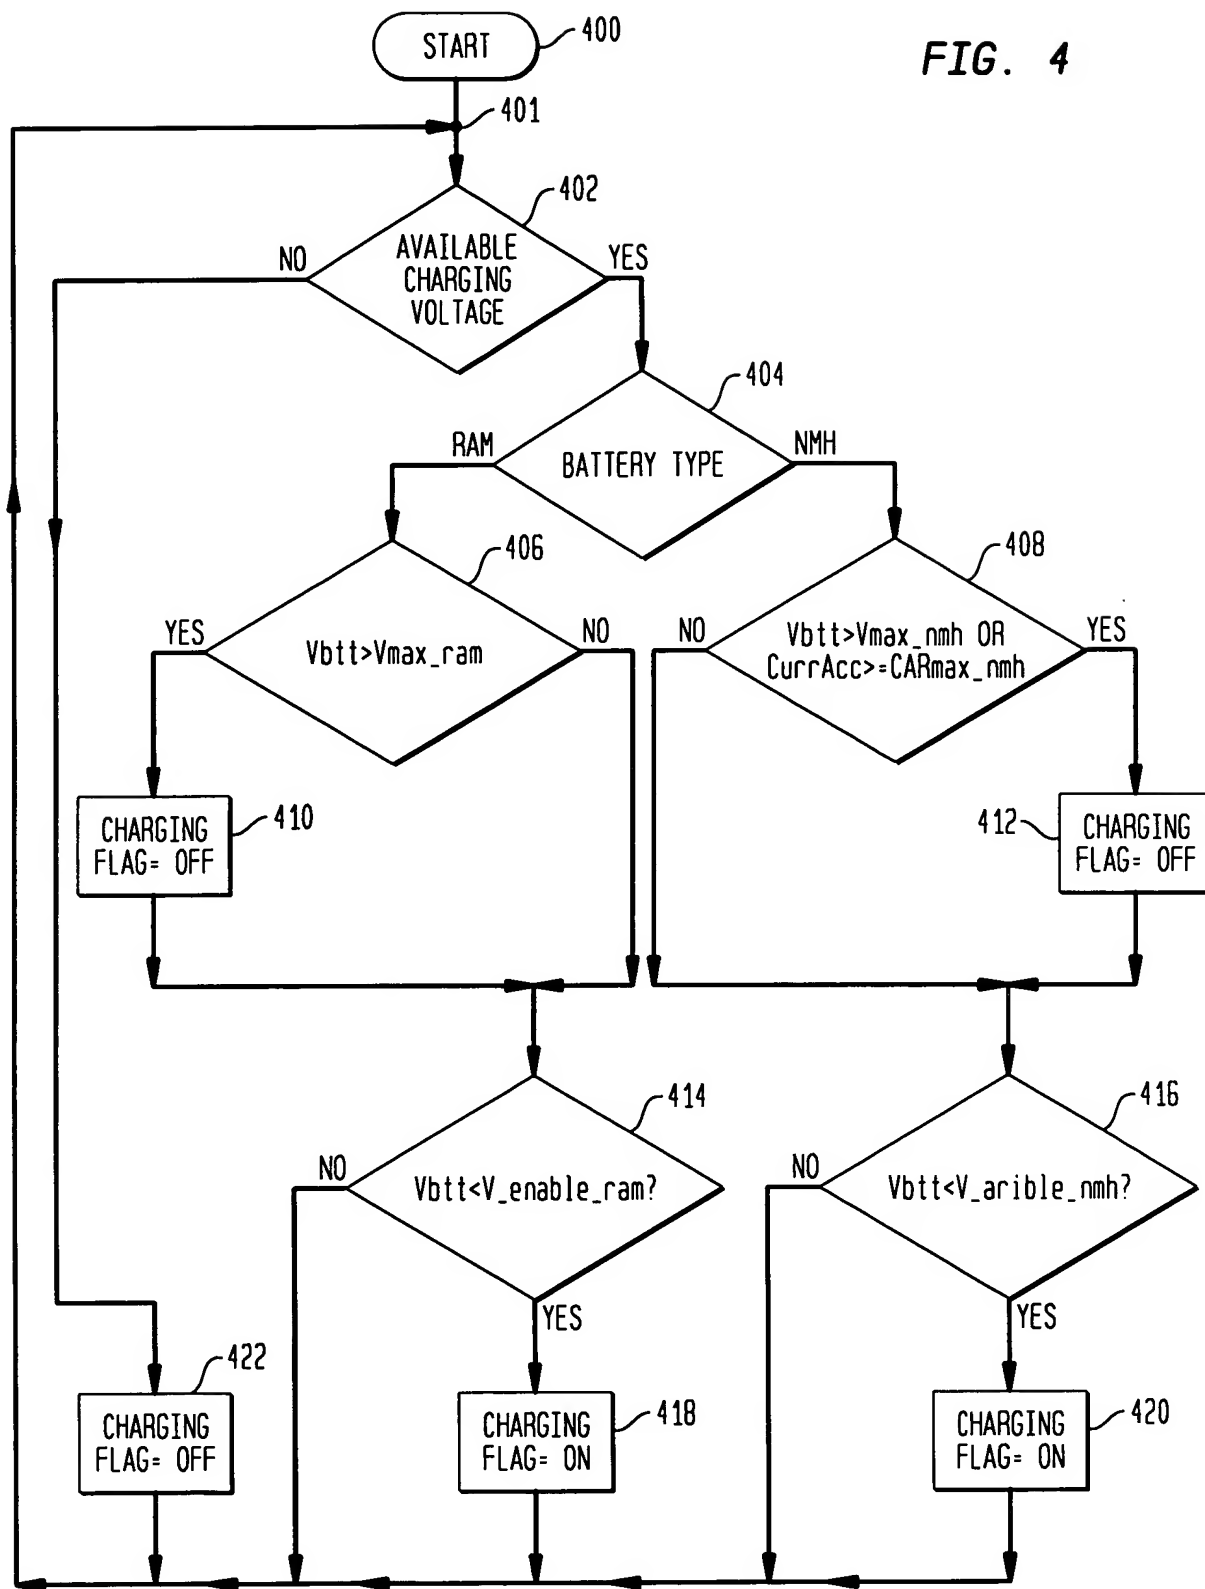 START
400
FIG. 4
401
402
NO
AVAILABLE
CHARGING
VOLTAGE
YES
404
RAM
BATTERY TYPE
NMH
406
408
YES
Vbtt>Vmax_ram
NO
NO
Vbtt>Vmax_nmh OR
CurrAcc>=CARmax_nmh
YES
CHARGING
FLAG= OFF
410
412
CHARGING
FLAG= OFF
414
416
NO
Vbtt<V_enable_ram?
NO
Vbtt<V_arible_nmh?
YES
YES
422
CHARGING
FLAG= OFF
CHARGING
FLAG= ON
418
CHARGING
FLAG= ON
420